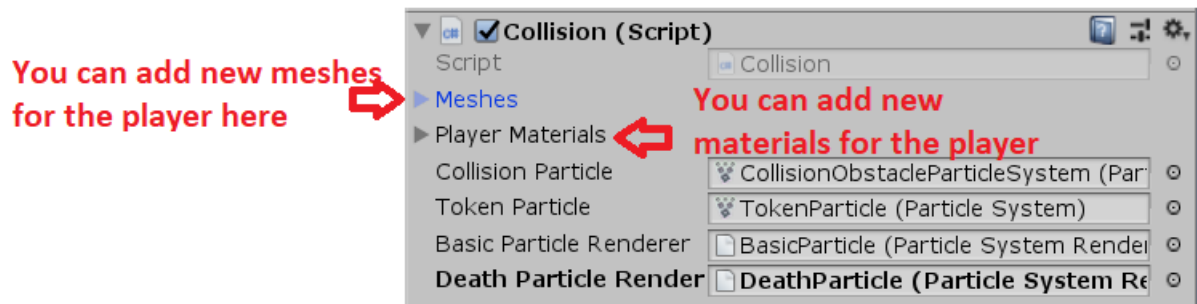 Collision (Script)
Script
Collision
You can add new meshes
for the player here
Meshes
You can add new
materials for the player
Player Materials
Collision Particle
CollisionObstacleParticleSystem (Par
Token Particle
TokenParticle (Particle System)
Basic Particle Renderer
BasicParticle (Particle System Render
Death Particle Render
DeathParticle (Particle System Re